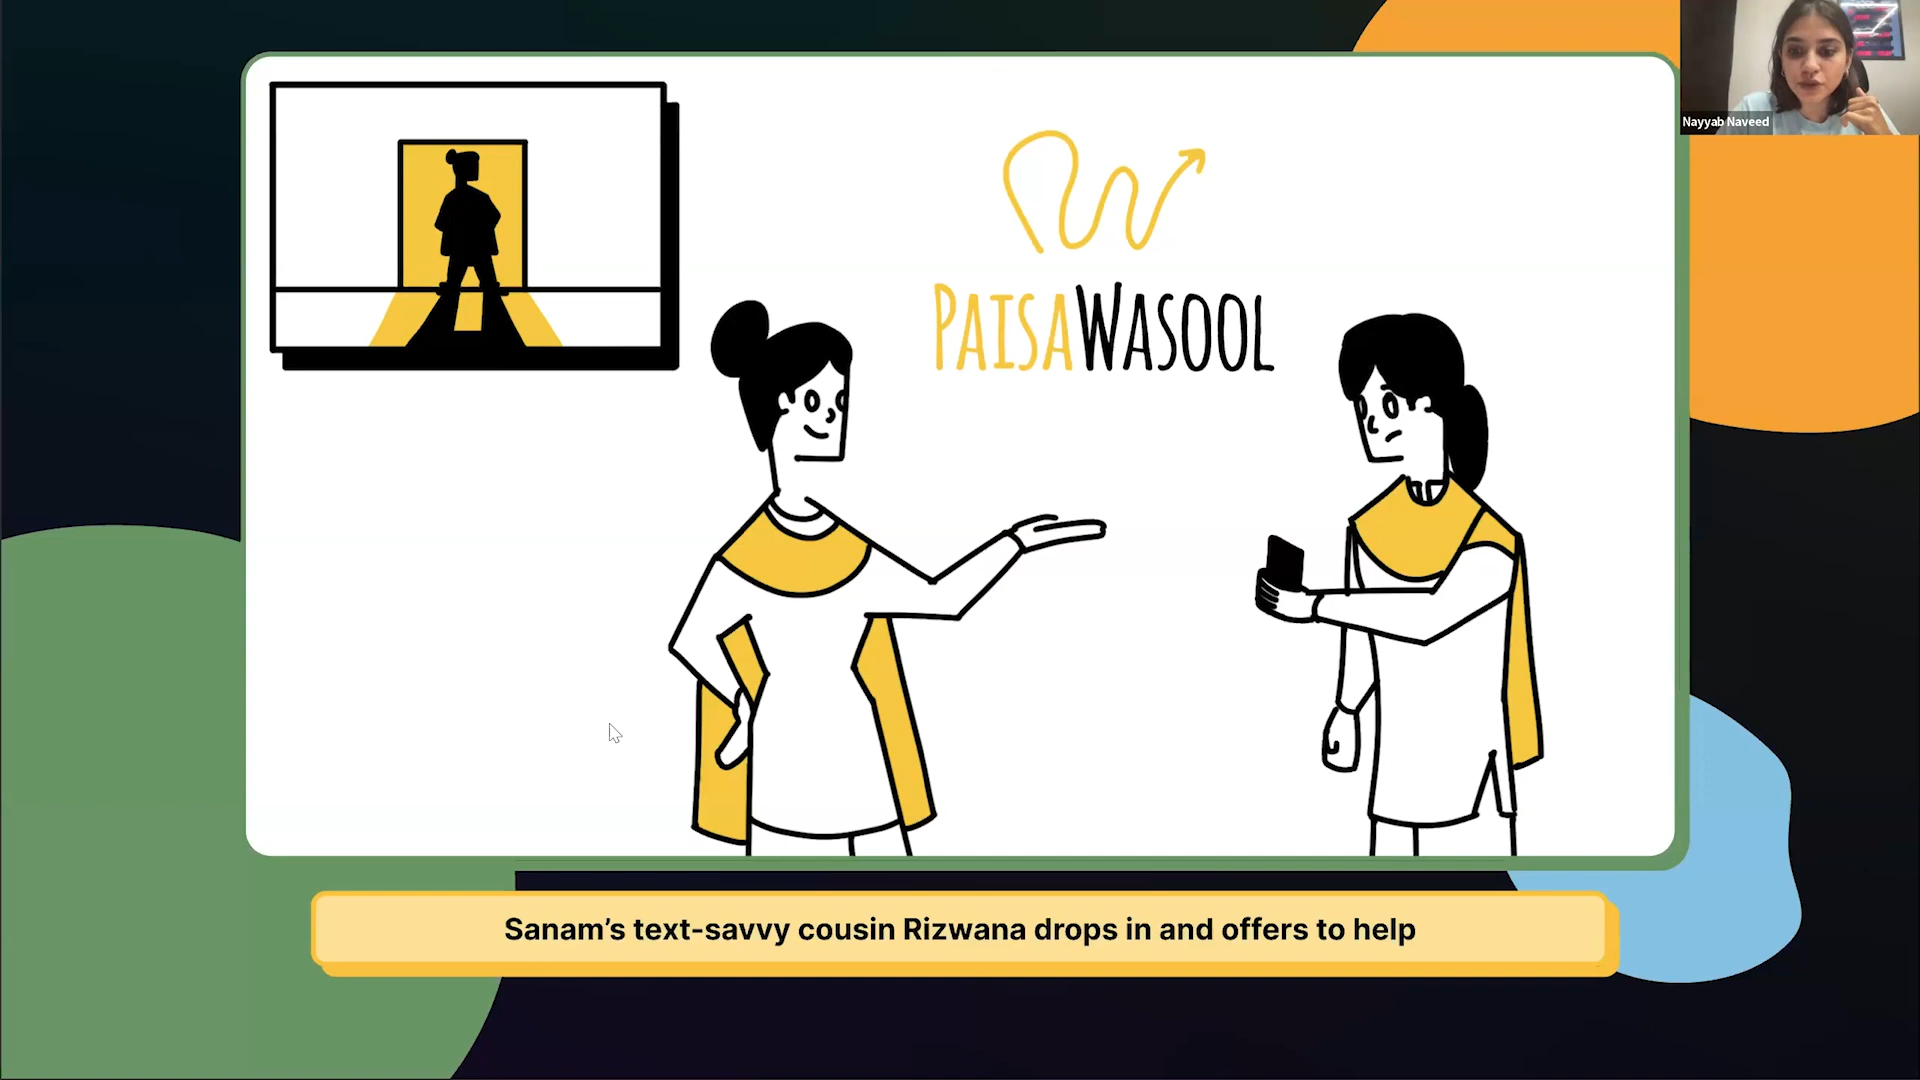 Nayyab Naveed
PAISAWASOOL
Sanam’s text-savvy cousin Rizwana drops in and offers to help